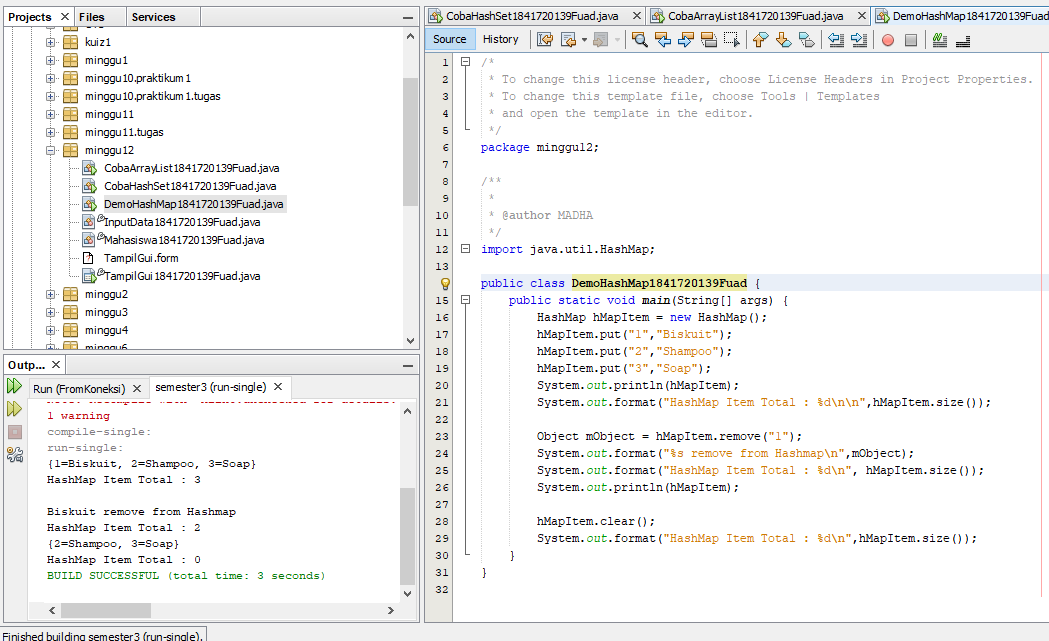 Projects
Files
Services
kuiz1
minggu1
minggu10.praktikum1
minggu10.praktikum1.tugas
minggu11
minggu11.tugas
minggu12
CobaArrayList1841720139Fuad.java
CobaHashSet1841720139Fuad.java
DemoHashMap1841720139Fuad.java
InputData1841720139Fuad.java
Mahasiswa1841720139Fuad.java
TampilGui.form
TampilGui1841720139Fuad.java
minggu2
minggu3
minggu4
minggu6
Outp...
Run (FromKoneksi)
semester3 (run-single)
1 warning
compile-single:
run-single:
{1=Biskuit, 2=Shampoo, 3=Soap}
HashMap Item Total : 3
Biskuit remove from Hashmap
HashMap Item Total : 2
{2=Shampoo, 3=Soap}
HashMap Item Total : 0
BUILD SUCCESSFUL (total time: 3 seconds)
Finished building semester3 (run-single).
CobaHashSet1841720139Fuad.java
CobaArrayList1841720139Fuad.java
DemoHashMap1841720139Fuad
Source
History
1 /*
2 * To change this license header, choose License Headers in Project Properties.
3 * To change this template file, choose Tools | Templates
4 * and open the template in the editor.
5 */
6 package minggu12;
7
8 /**
9 *
10 * @author MADHA
11 */
12 import java.util.HashMap;
13
public class DemoHashMap1841720139Fuad {
15 public static void main(String[] args) {
16 HashMap hMapItem = new HashMap();
17 hMapItem.put("1","Biskuit");
18 hMapItem.put("2","Shampoo");
19 hMapItem.put("3","Soap");
20 System.out.println(hMapItem);
21 System.out.format("HashMap Item Total : %d\n\n",hMapItem.size());
22
23 Object mObject = hMapItem.remove("1");
24 System.out.format("%s remove from Hashmap\n",mObject);
25 System.out.format("HashMap Item Total : %d\n", hMapItem.size());
26 System.out.println(hMapItem);
27
28 hMapItem.clear();
29 System.out.format("HashMap Item Total : %d\n",hMapItem.size());
30 }
31 }
32